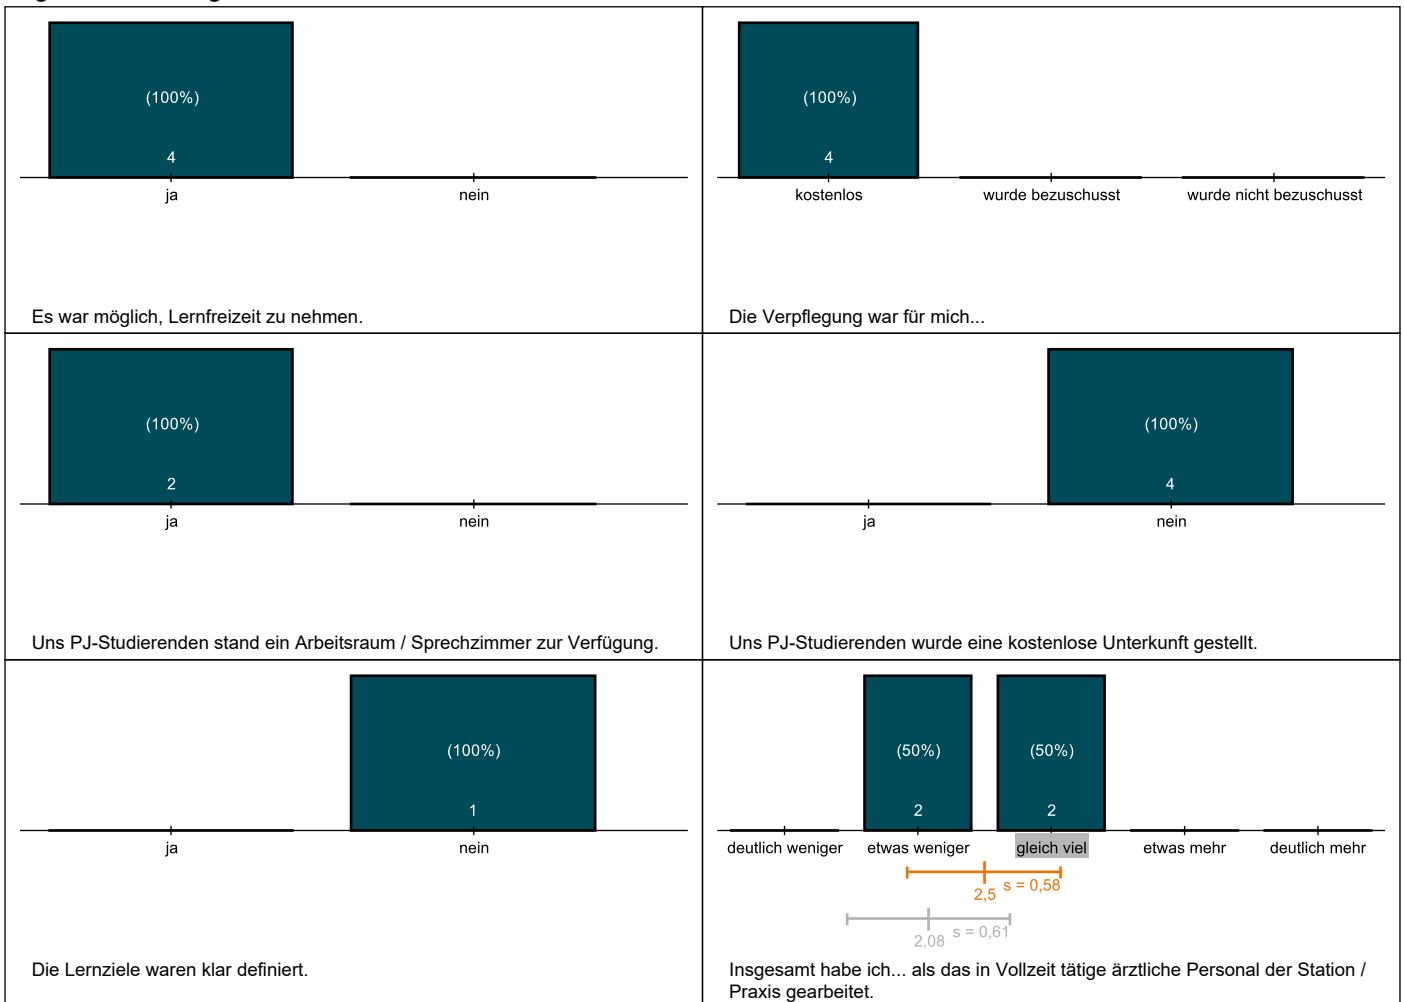 (100%)
4
ja
nein
Es war möglich, Lernfreizeit zu nehmen.
(100%)
4
kostenlos
wurde bezuschusst
wurde nicht bezuschusst
Die Verpflegung war für mich...
(100%)
2
ja
nein
Uns PJ-Studierenden stand ein Arbeitsraum / Sprechzimmer zur Verfügung.
(100%)
4
ja
nein
Uns PJ-Studierenden wurde eine kostenlose Unterkunft gestellt.
(100%)
1
ja
nein
Die Lernziele waren klar definiert.
(50%)
(50%)
2
2
deutlich weniger
etwas weniger
gleich viel
etwas mehr
deutlich mehr
2,5
s = 0,58
2,08
s = 0,61
Insgesamt habe ich... als das in Vollzeit tätige ärztliche Personal der Station /
Praxis gearbeitet.